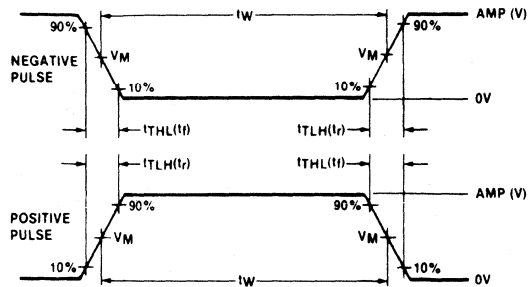 tW
90%
90%
AMP (V)
NEGATIVE
PULSE
VM
VM
10%
10%
0V
tTHL(tf)
tTLH(tr)
tTLH(tr)
tTHL(tf)
AMP (V)
90%
90%
POSITIVE
PULSE
VM
VM
10%
10%
tW
0V